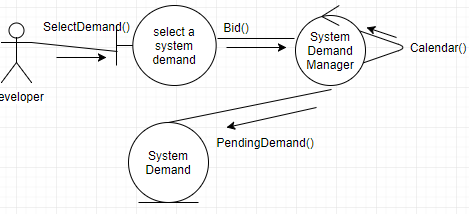 SelectDemand()
select a
system
demand
Bid()
System
Demand
Manager
Calendar()
eveloper
PendingDemand()
System
Demand